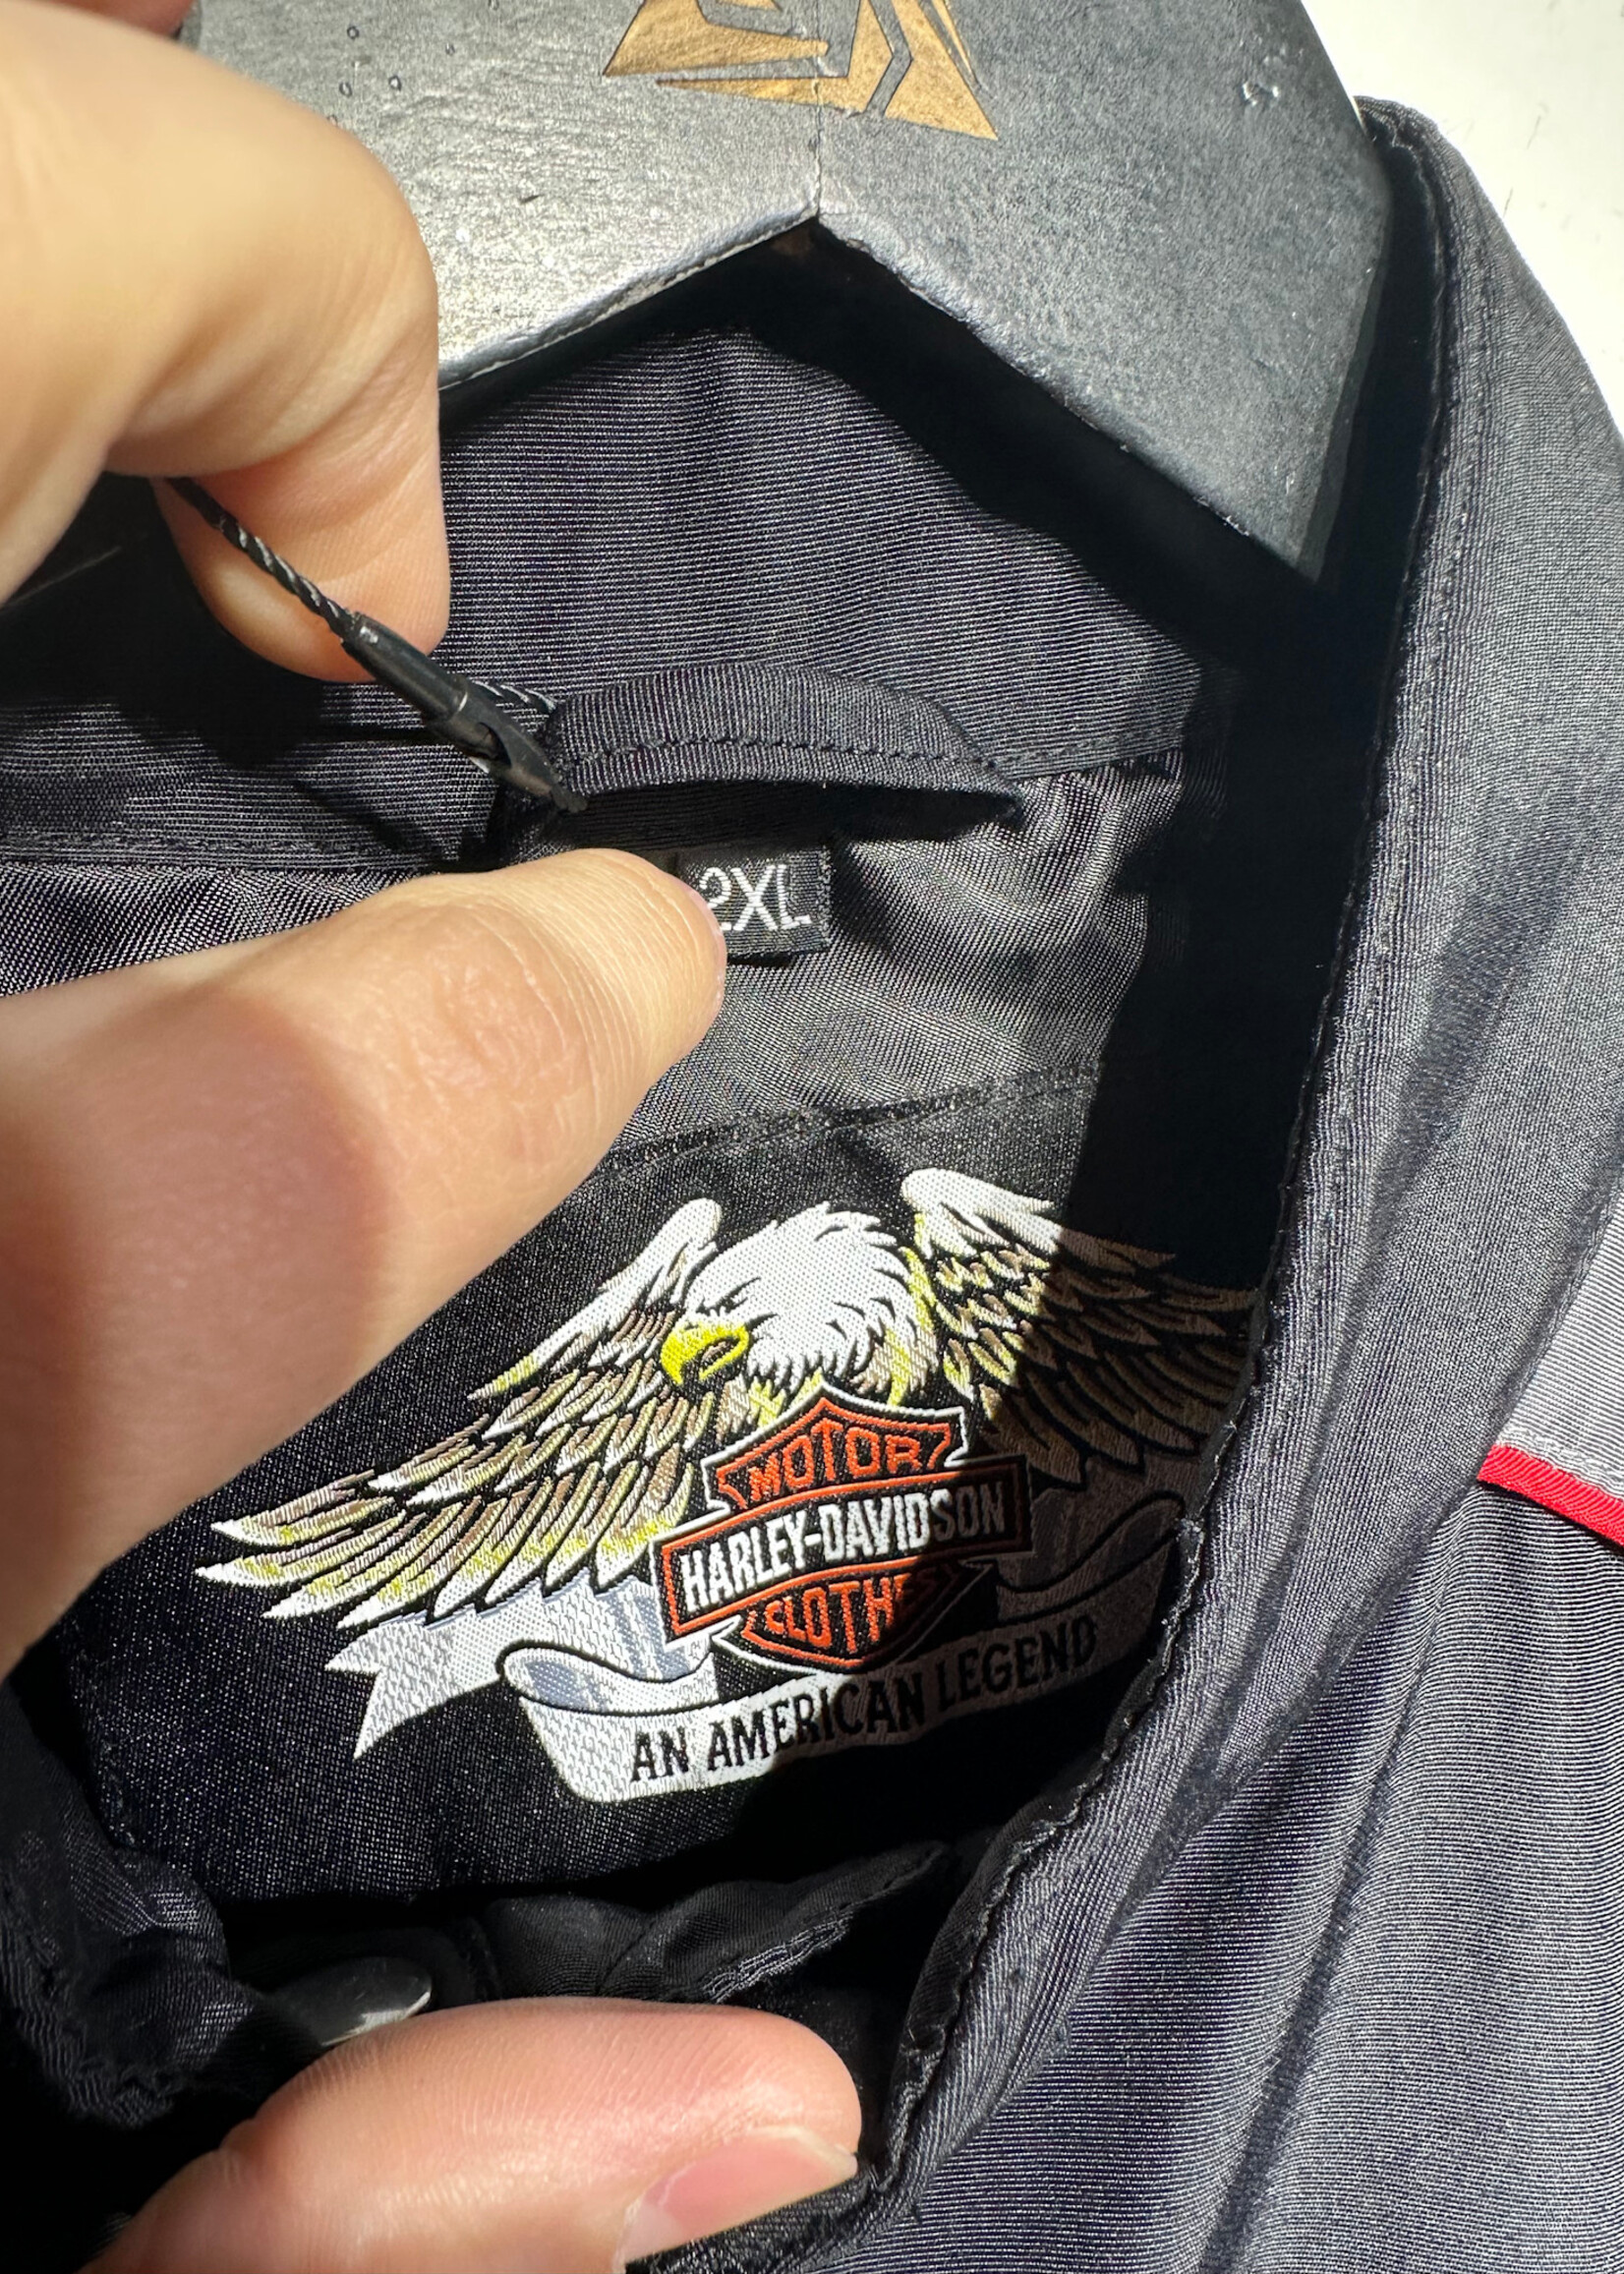 2XL
MOTOR
HARLEY-DAVIDSON
CLOTHES
AN AMERICAN LEGEND